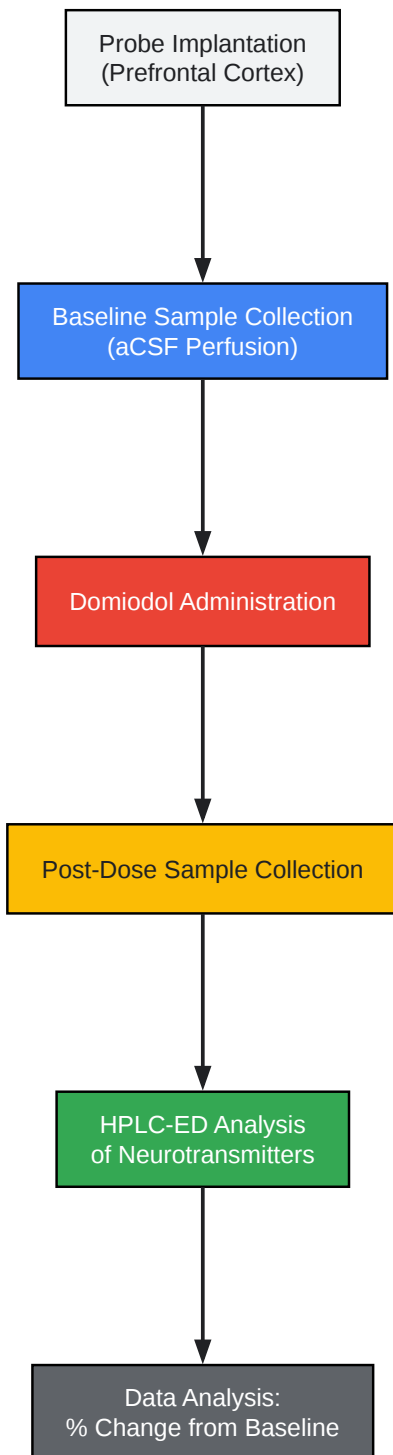 Probe Implantation
(Prefrontal Cortex)
Baseline Sample Collection
(aCSF Perfusion)
Domiodol Administration
Post-Dose Sample Collection
HPLC-ED Analysis
of Neurotransmitters
Data Analysis:
% Change from Baseline